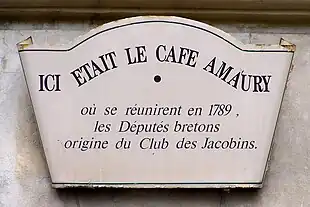 ICI ETAIT LE CAFE AMAURY
où se réunirent en 1789,
les Députés bretons
origine du Club des Jacobins.